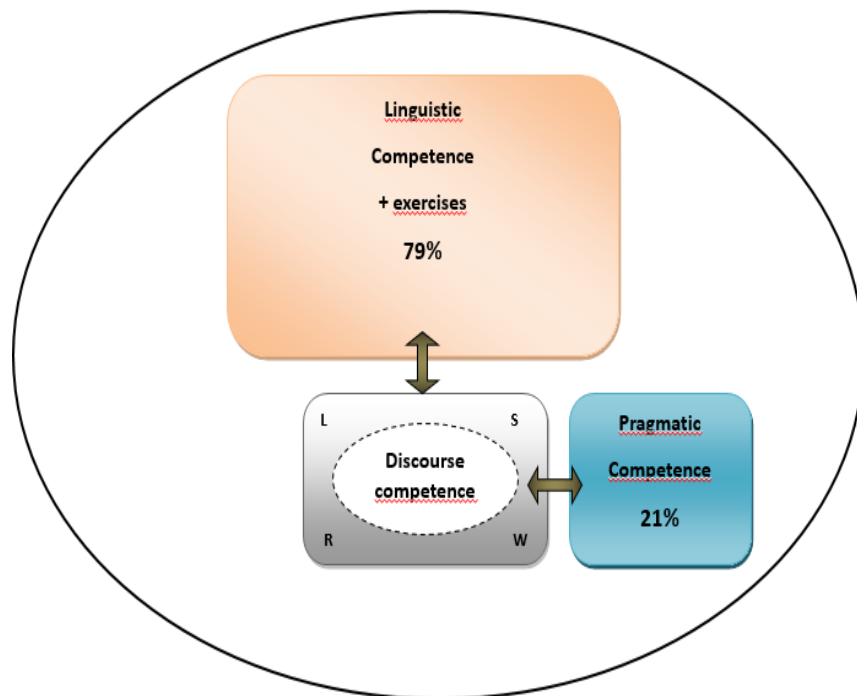 Linguistic
Competence
+ exercises
79%
L S
Discourse
competence
R W
Pragmatic
Competence
21%